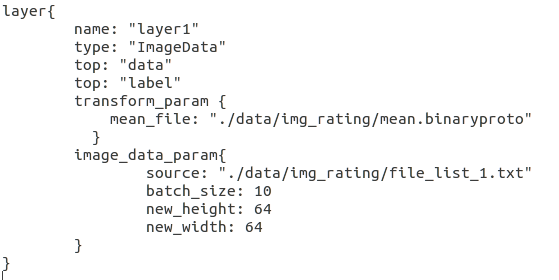 layer{
        name: "layer1"
        type: "ImageData"
        top: "data"
        top: "label"
        transform_param {
            mean_file: "./data/img_rating/mean.binaryproto"
          }
        image_data_param{
                source: "./data/img_rating/file_list_1.txt"
                batch_size: 10
                new_height: 64
                new_width: 64
        }
}